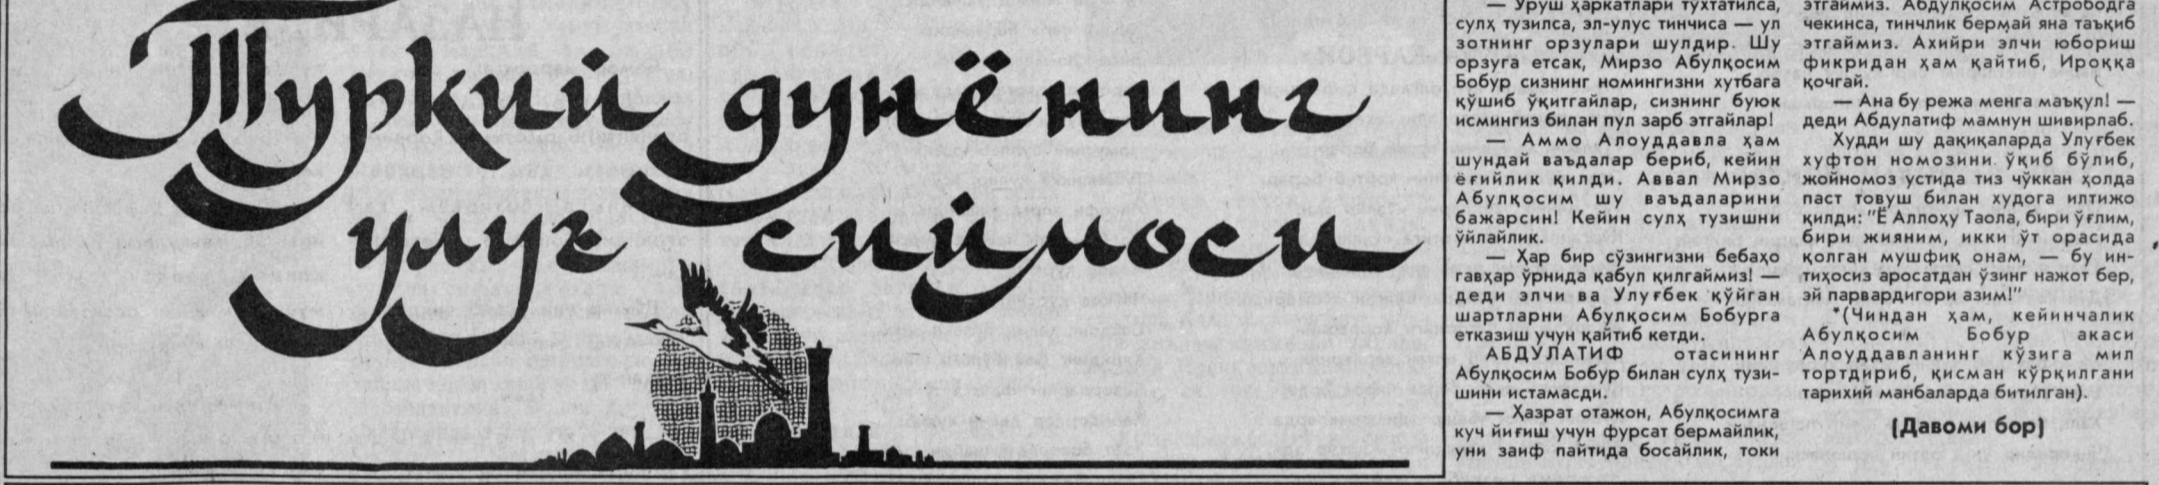 Туркий дунёнинг
улуғ сиймоси
— Уруш ҳаракатлари тўхтатилса,
сулҳ тузилса, эл-улус тинчиса — ул
зотнинг орзулари шулдир. Шу
орзуга етсак, Мирзо Абулқосим
Бобур сизнинг номингизни хутбага
қўшиб ўқитгайлар, сизнинг буюк
исмингиз билан пул зарб этгайлар!
— Аммо Алоуддавла ҳам
шундай ваъдалар бериб, кейин
ёғийлик қилди. Аввал Мирзо
Абулқосим шу ваъдаларини
бажарсин! Кейин сулҳ тузишни
ўйлайлик.
— Ҳар бир сўзингизни бебаҳо
гавҳар ўрнида қабул қилгаймиз! —
деди элчи ва Улуғбек қўйган
шартларни Абулқосим Бобурга
етказиш учун қайтиб кетди.
АБДУЛАТИФ отасининг
Абулқосим Бобур билан сулҳ тузи-
шини истамасди.
— Ҳазрат отажон, Абулқосимга
куч йиғиш учун фурсат бермайлик,
уни заиф пайтида босайлик, токи
этгаймиз. Абдулқосим Астрободга
чекинса, тинчлик бермай яна таъқиб
этгаймиз. Ахийри элчи юбориш
фикридан ҳам қайтиб, Ироққа
қочгай.
— Ана бу режа менга маъқул! —
деди Абдулатиф мамнун шивирлаб.
Худди шу дақиқаларда Улуғбек
хуфтон номозини ўқиб бўлиб,
жойномоз устида тиз чўккан ҳолда
паст товуш билан худога илтижо
қилди: "Ё Аллоҳу Таола, бири ўғлим,
бири жияним, икки ўт орасида
қолган мушфиқ онам, — бу ин-
тиҳосиз аросатдан ўзинг нажот бер,
эй парвардигори азим!"
*(Чиндан ҳам, кейинчалик
Абулқосим Бобур акаси
Алоуддавланинг кўзига мил
тортдириб, қисман кўрқилгани
тарихий манбаларда битилган).
(Давоми бор)